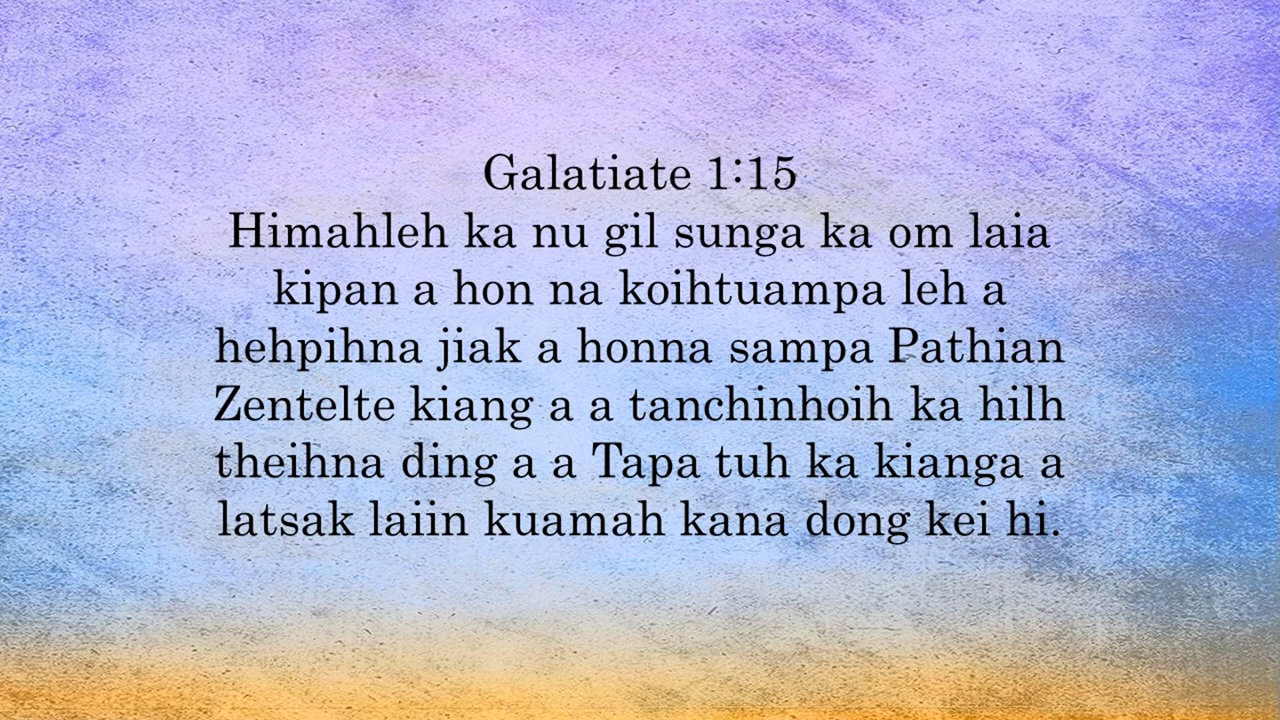 Galatiate 1:15
Himahleh ka nu gil sunga ka om laia
kipan a hon na koihtuampa leh a
hehpihna jiak a honna sampa Pathian
Zentelte kiang a a tanchinhoih ka hilh
theihna ding a a Tapa tuh ka kianga a
latsak laiin kuamah kana dong kei hi.